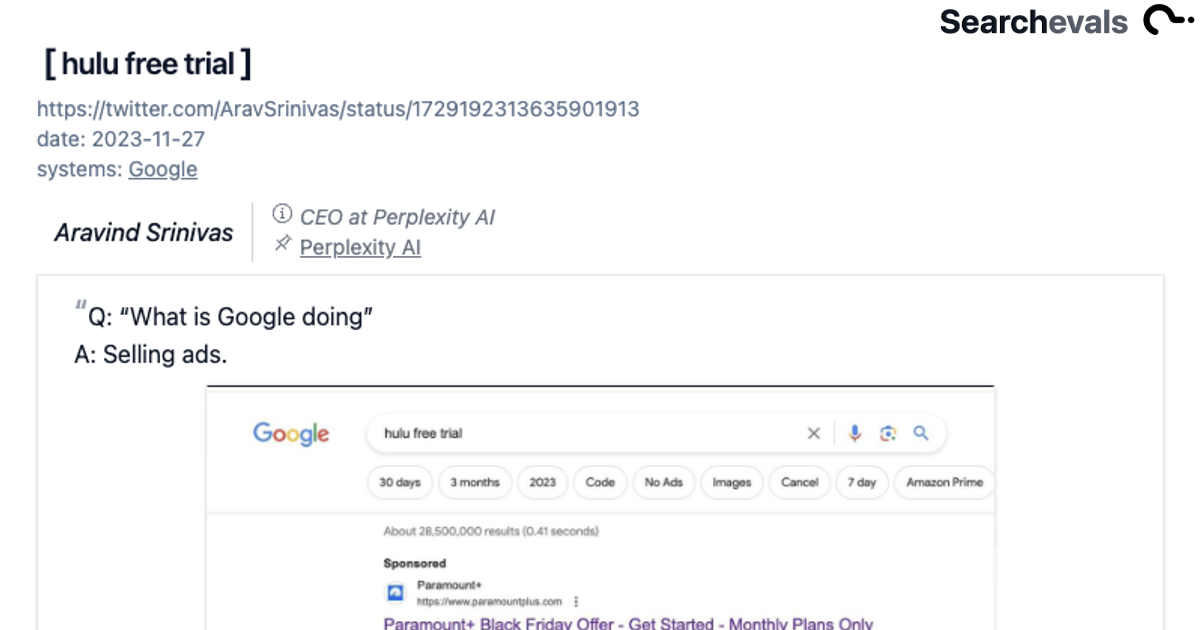 Searchevals
[ hulu free trial ]
https://twitter.com/AravSrinivas/status/1729192313635901913
date: 2023-11-27
systems: Google
Aravind Srinivas
CEO at Perplexity AI
Perplexity AI
“Q: “What is Google doing”
A: Selling ads.
Google
hulu free trial
30 days 3 months 2023 Code No Ads Images Cancel 7 day Amazon Prime
About 28,500,000 results (0.41 seconds)
Sponsored
Paramount+
https://www.paramountplus.com
Paramount+ Black Friday Offer - Get Started - Monthly Plans Only